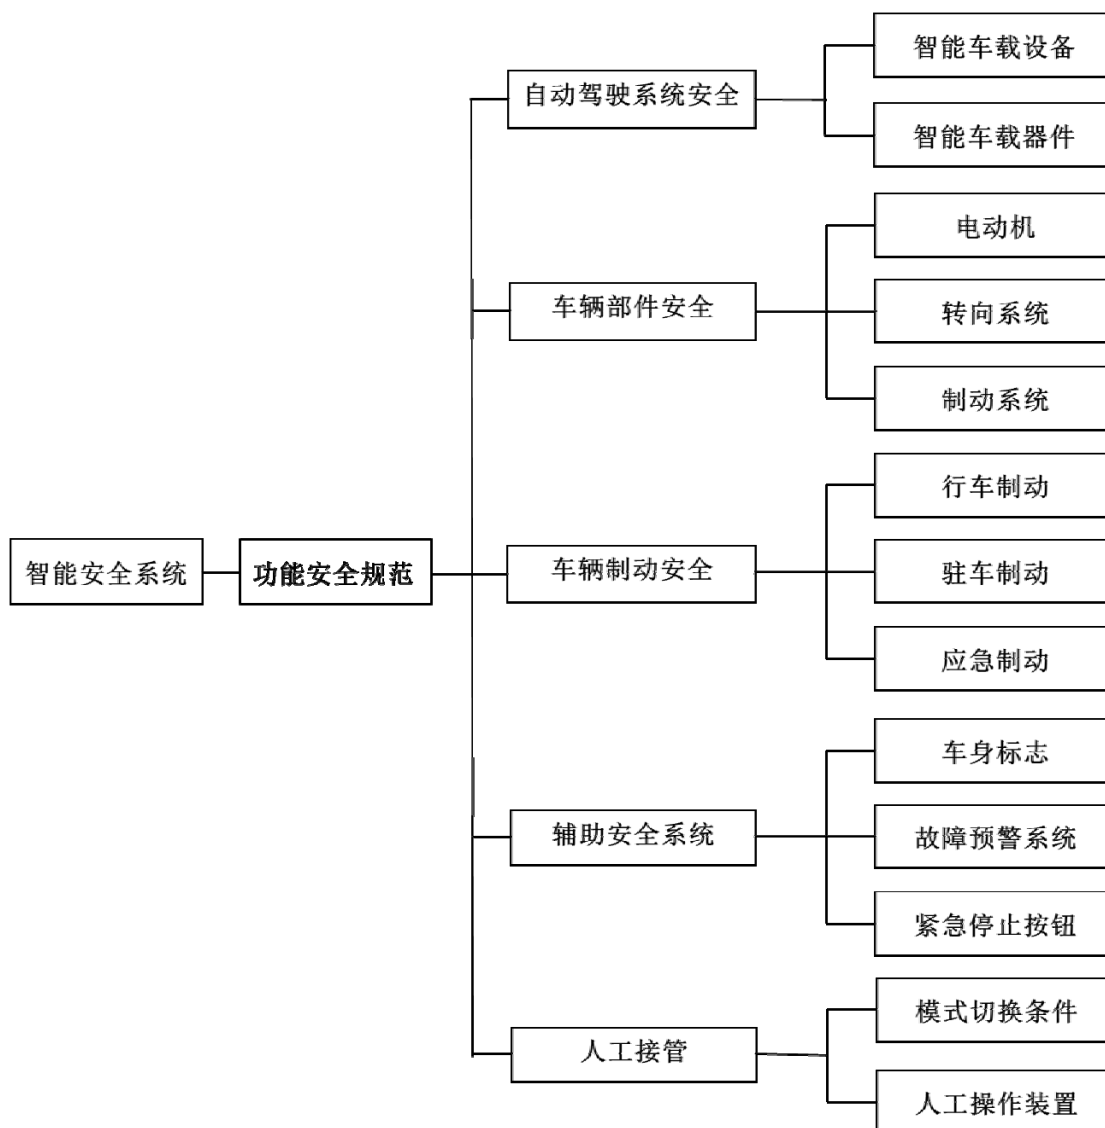 智能安全系统
功能安全规范
自动驾驶系统安全
智能车载设备
智能车载器件
车辆部件安全
电动机
转向系统
制动系统
车辆制动安全
行车制动
驻车制动
应急制动
辅助安全系统
车身标志
故障预警系统
紧急停止按钮
人工接管
模式切换条件
人工操作装置